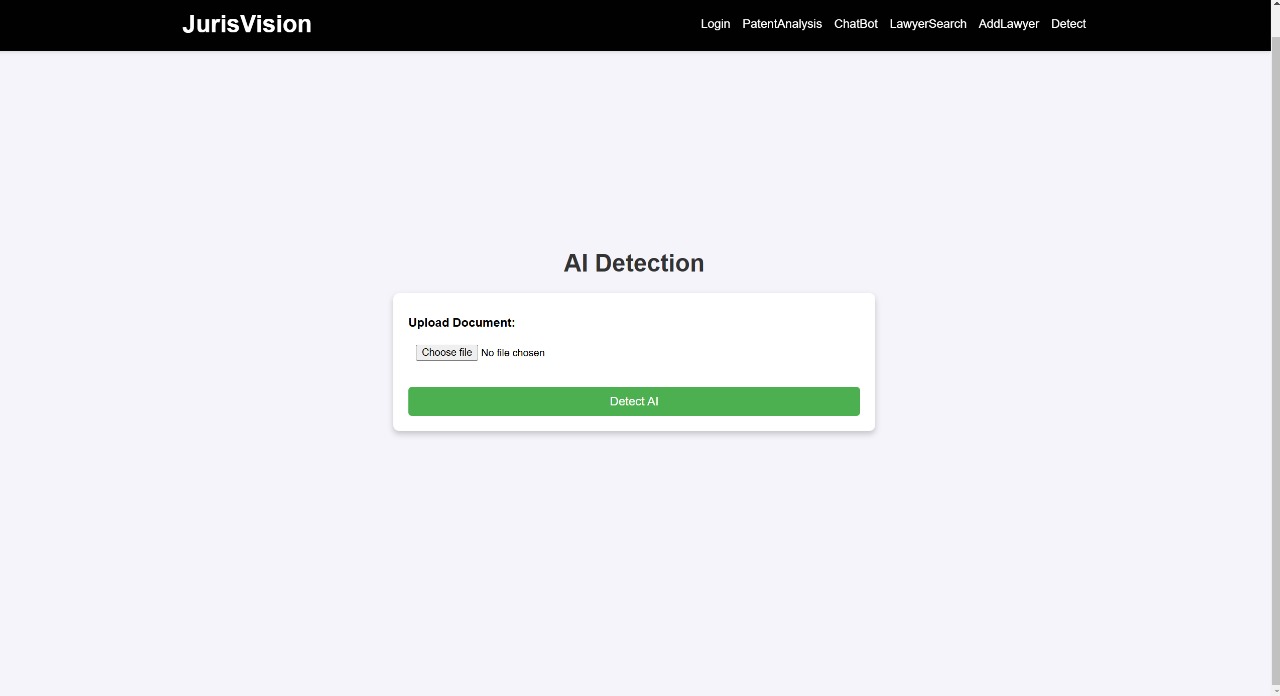 JurisVision
Login PatentAnalysis ChatBot LawyerSearch AddLawyer Detect
AI Detection
Upload Document:
Choose file No file chosen
Detect AI